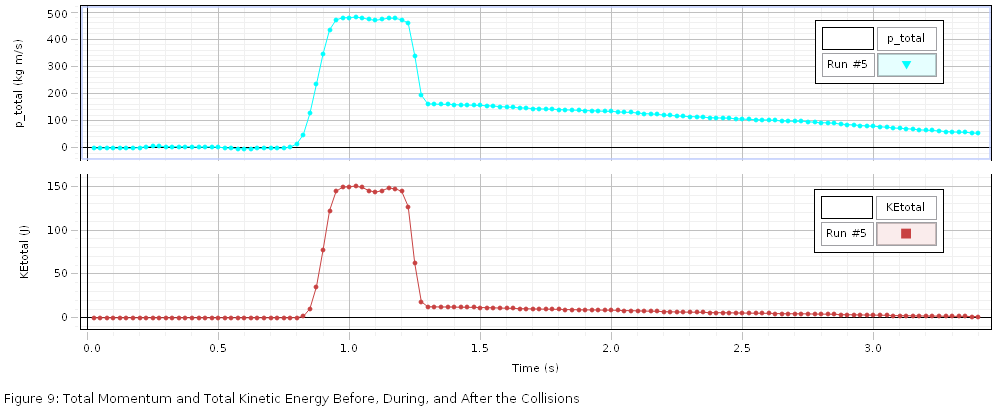 p_total (kg m/s)
500
400
300
200
100
0
p_total
Run #5
KEtotal (J)
150
100
50
0
KEtotal
Run #5
0.0 0.5 1.0 1.5 2.0 2.5 3.0
Time (s)
Figure 9: Total Momentum and Total Kinetic Energy Before, During, and After the Collisions